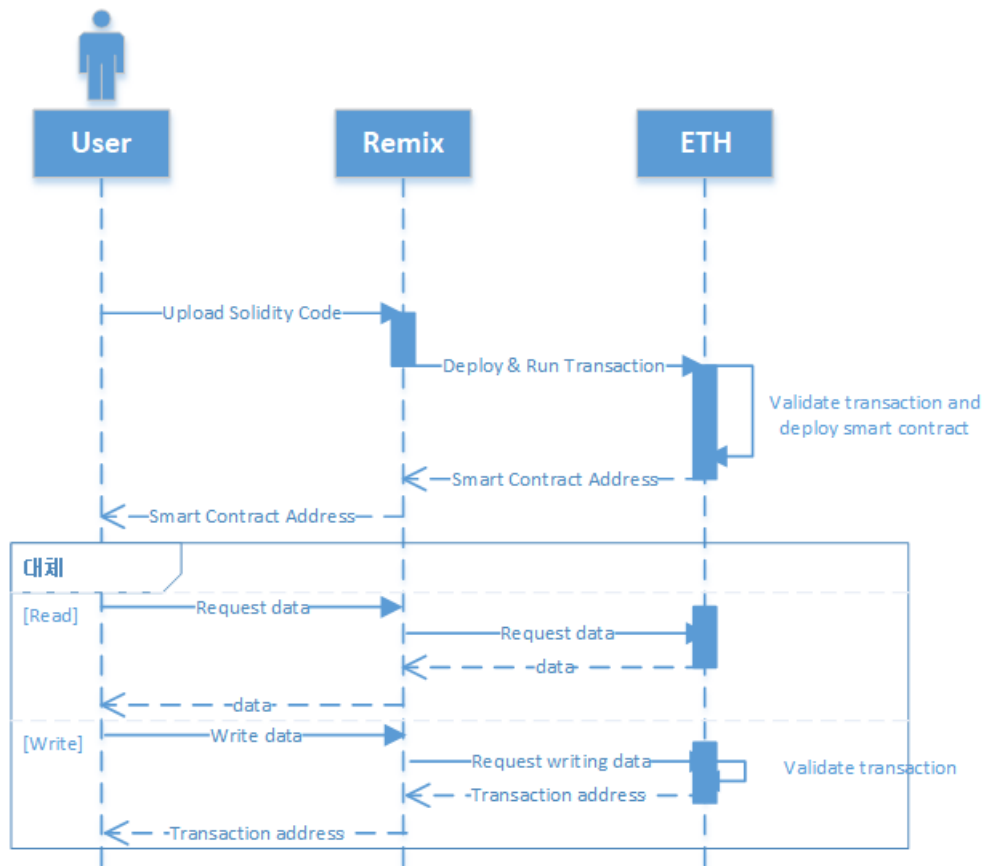 User
Remix
ETH
Upload Solidity Code
Deploy & Run Transaction
Validate transaction and
deploy smart contract
Smart Contract Address
Smart Contract Address
대체
[Read]
Request data
Request data
data
data
[Write]
Write data
Request writing data
Validate transaction
Transaction address
Transaction address